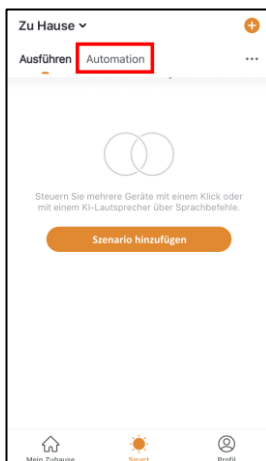 Zu Hause
Ausführen Automation
Steuern Sie mehrere Geräte mit einem Klick oder
mit einem KI-Lautsprecher über Sprachbefehle.
Szenario hinzufügen
Mein Zuhause Smart Profil